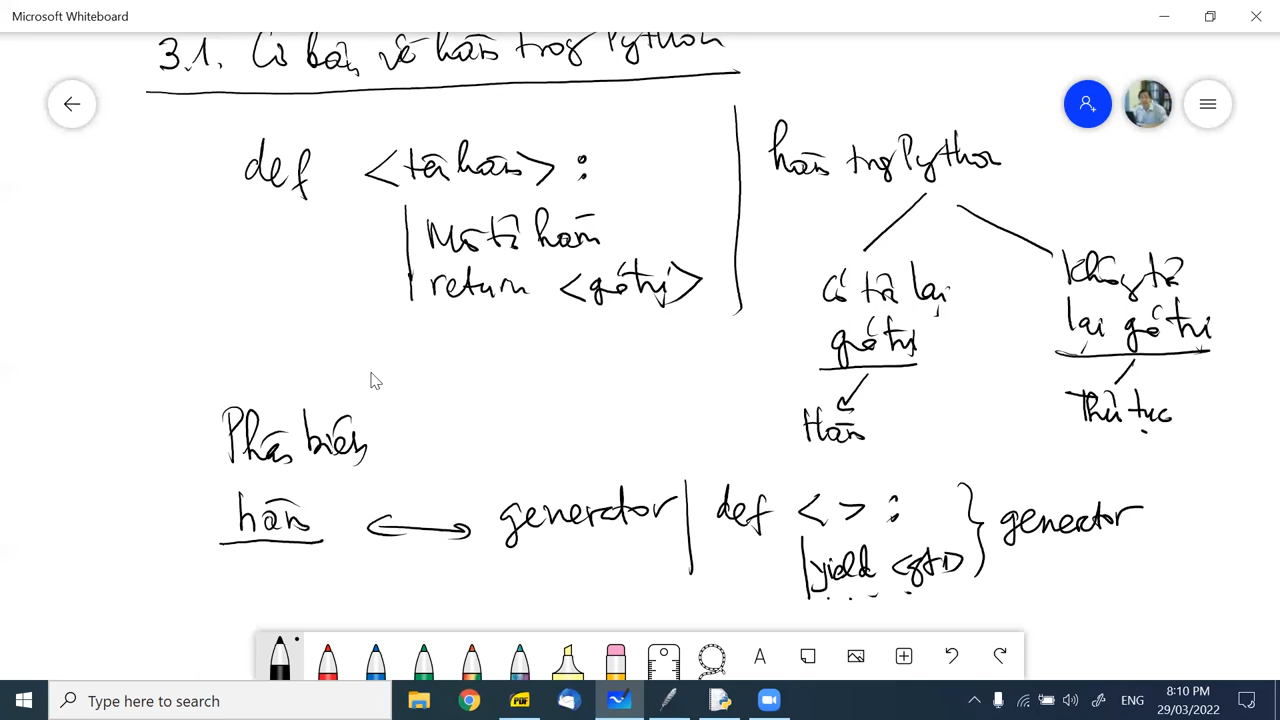 Microsoft Whiteboard
3.1. Cơ bản về hàm trong Python
def <tên hàm>:
Mô tả hàm
return <giá trị>
hàm trong Python
Có trả lại
giá trị
Hàm
Không trả
lại giá trị
Thủ tục
Phân biệt
hàm ↔ generator
def < >:
yield <gt>
} generator
A
Type here to search
PDF
ENG
8:10 PM
29/03/2022